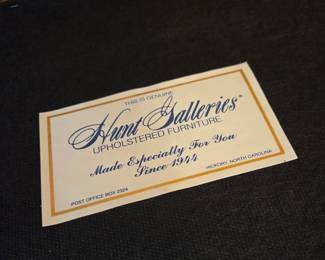 THIS IS GENUINE
Hunt Galleries®
UPHOLSTERED FURNITURE
Made Especially For You
Since 1944
POST OFFICE BOX 2324 HICKORY, NORTH CAROLINA